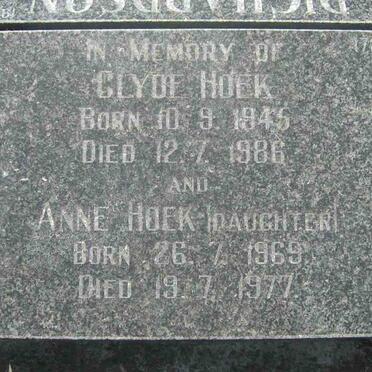 IN MEMORY OF
CLYDE HOEK
BORN 10. 9. 1945
DIED 12. 7. 1986
AND
ANNE HOEK (DAUGHTER)
BORN 26. 7. 1969
DIED 19. 7. 1977